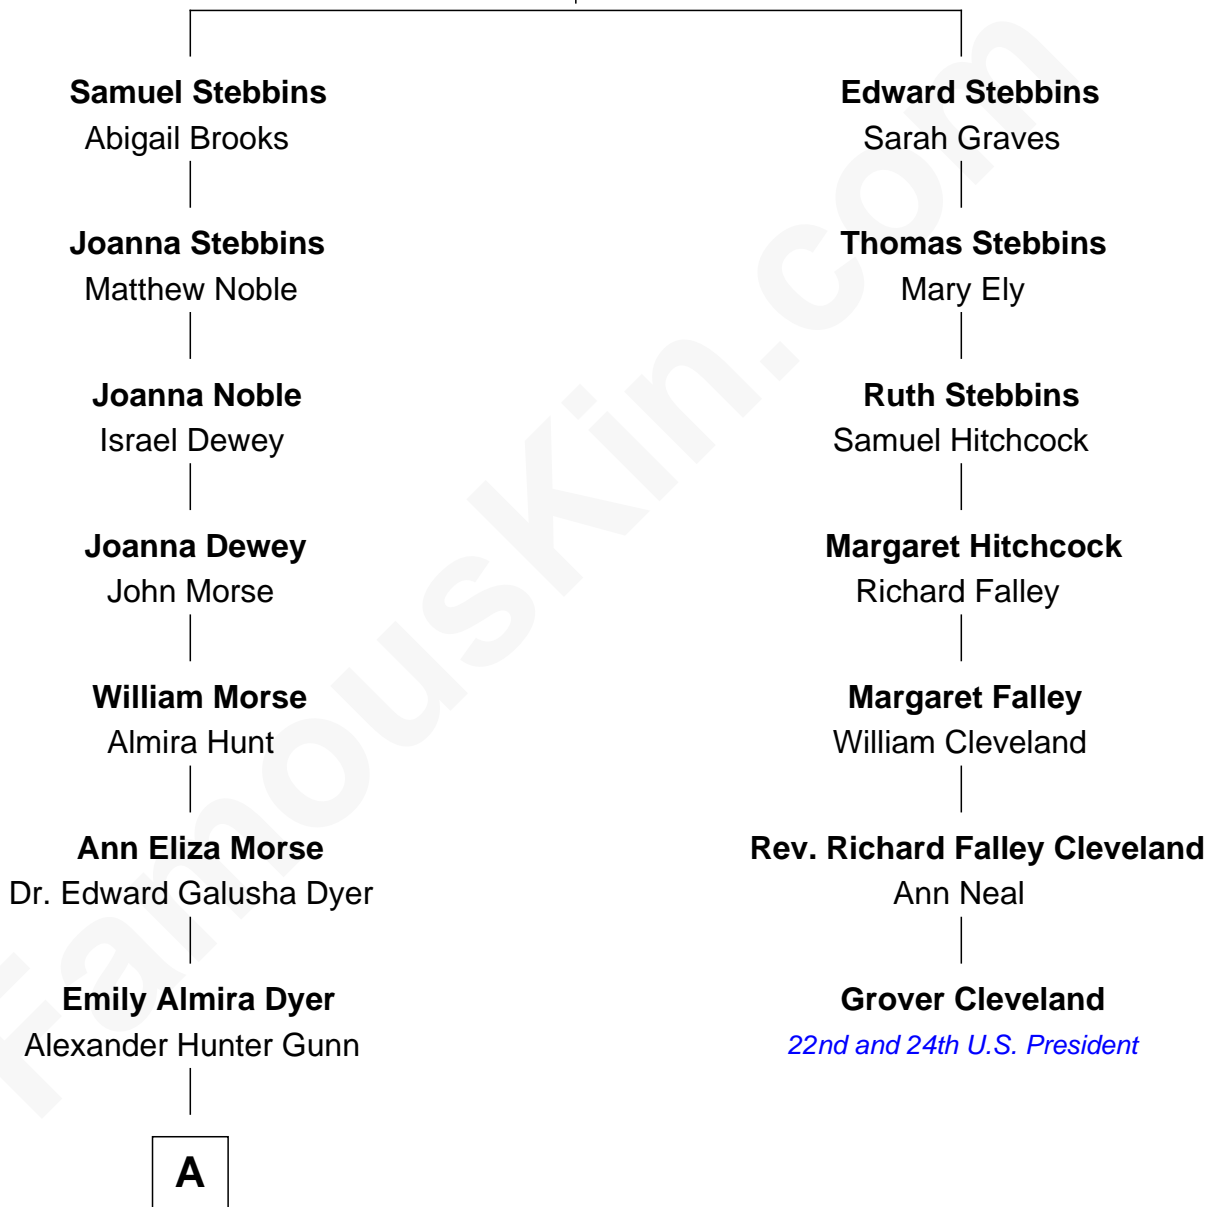 Samuel Stebbins
Abigail Brooks
Joanna Stebbins
Matthew Noble
Joanna Noble
Israel Dewey
Joanna Dewey
John Morse
William Morse
Almira Hunt
Ann Eliza Morse
Dr. Edward Galusha Dyer
Emily Almira Dyer
Alexander Hunter Gunn
A
Edward Stebbins
Sarah Graves
Thomas Stebbins
Mary Ely
Ruth Stebbins
Samuel Hitchcock
Margaret Hitchcock
Richard Falley
Margaret Falley
William Cleveland
Rev. Richard Falley Cleveland
Ann Neal
Grover Cleveland
22nd and 24th U.S. President
FamousKin.com